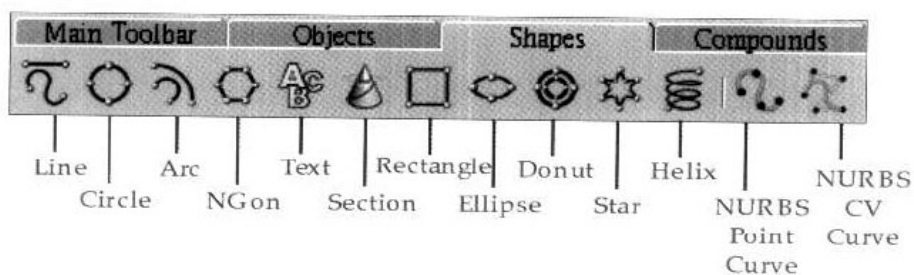 Main Toolbar Objects Shapes Compounds
ABC
Line Arc Text Rectangle Donut Helix NURBS
Circle NGon Section Ellipse Star NURBS CV
Point Curve
Curve